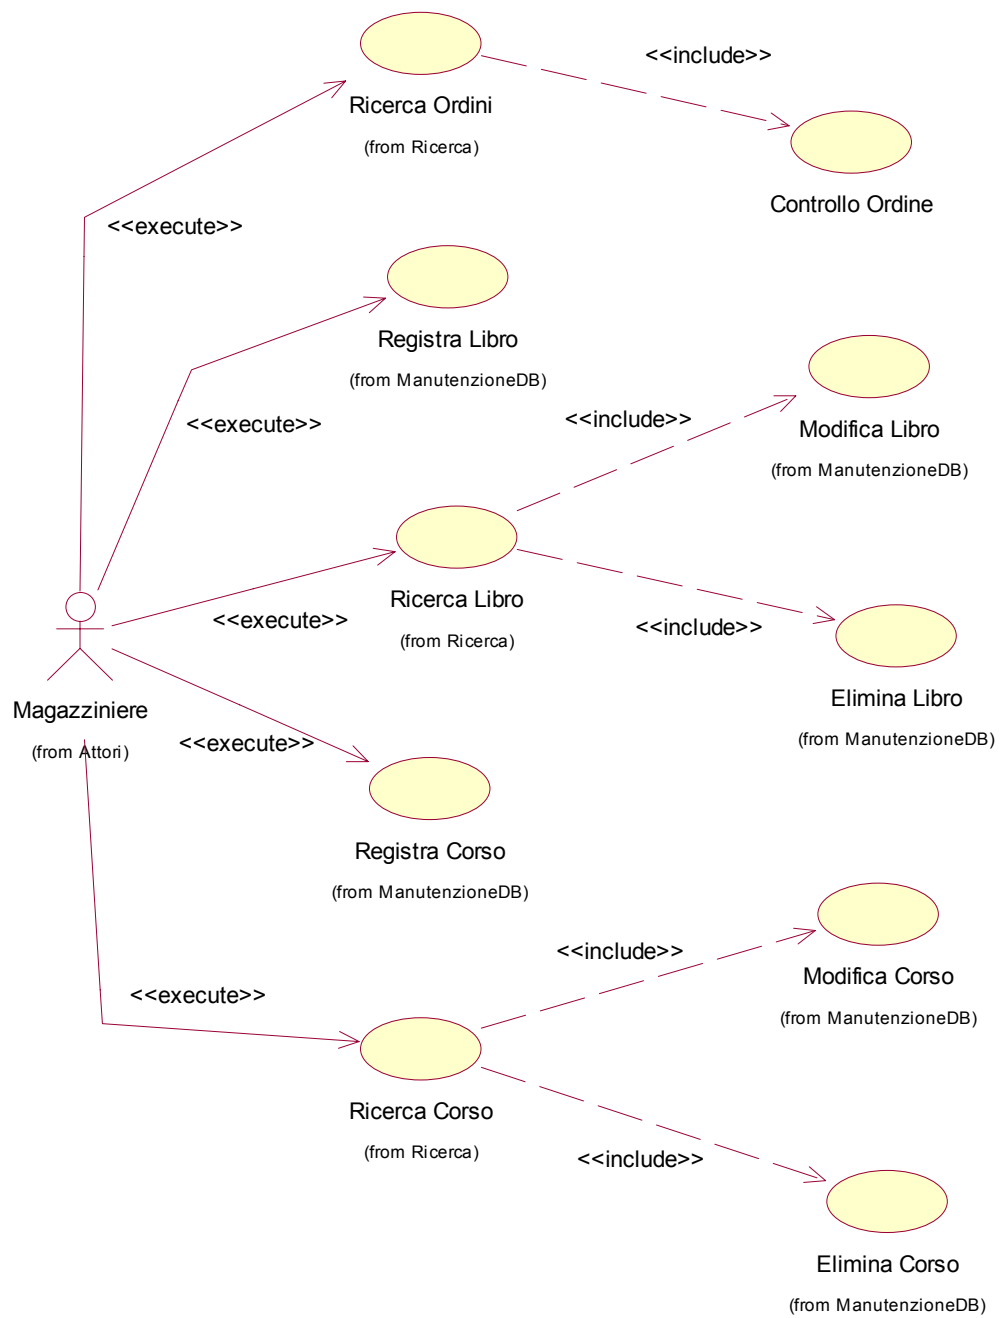 <<include>>
Ricerca Ordini
(from Ricerca)
Controllo Ordine
<<execute>>
Registra Libro
(from ManutenzioneDB)
<<execute>>
<<include>>
Modifica Libro
(from ManutenzioneDB)
Ricerca Libro
(from Ricerca)
<<execute>>
<<include>>
Elimina Libro
(from ManutenzioneDB)
Magazziniere
(from Attori)
<<execute>>
Registra Corso
(from ManutenzioneDB)
<<include>>
Modifica Corso
(from ManutenzioneDB)
<<execute>>
Ricerca Corso
(from Ricerca)
<<include>>
Elimina Corso
(from ManutenzioneDB)